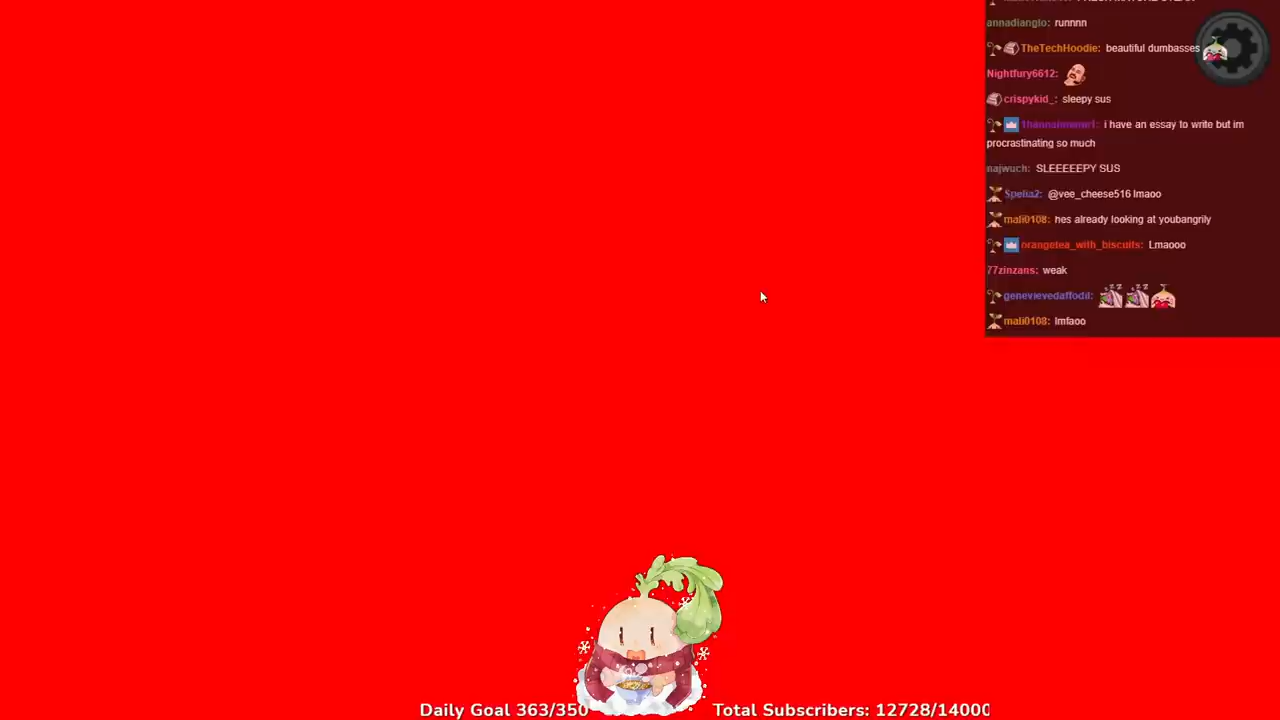 annadianglo: runnnn
TheTechHoodie: beautiful dumbasses
Nightfury6612:
crispykid_: sleepy sus
i have an essay to write but im
procrastinating so much
najwuch: SLEEEEEPY SUS
Spelia2: @vee_cheese516 lmaoo
mali0108: hes already looking at youbangrily
orangetea_with_biscuits: Lmaooo
77zinzans: weak
genevievedaffodil:
mali0108: lmfaoo
Daily Goal 363/350
Total Subscribers: 12728/14000